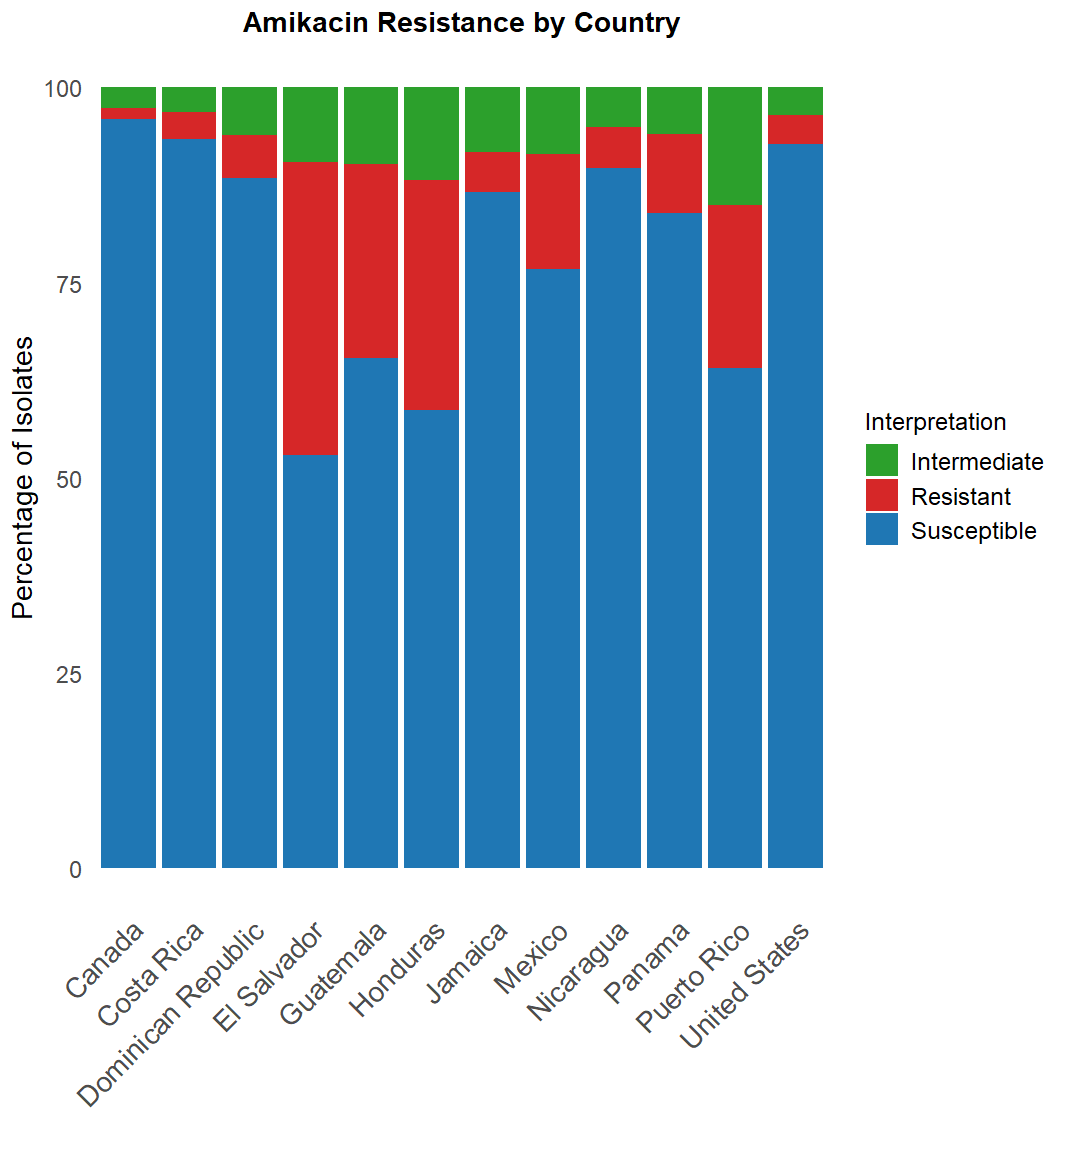 Amikacin Resistance by Country
100
75
50
25
0
Percentage of Isolates
Canada
Costa Rica
Dominican Republic
El Salvador
Guatemala
Honduras
Jamaica
Mexico
Nicaragua
Panama
Puerto Rico
United States
Interpretation
Intermediate
Resistant
Susceptible